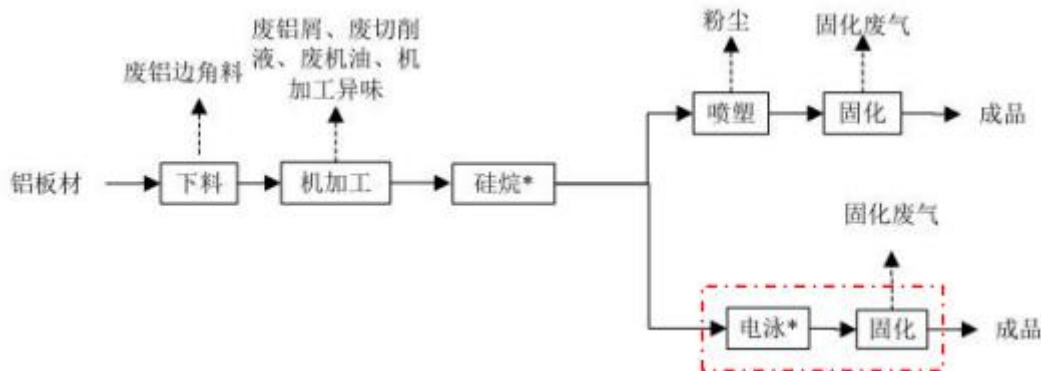 废铝边角料
废铝屑、废切削
液、废机油、机
加工异味
粉尘
固化废气
铝板材
下料
机加工
硅烷*
喷塑
固化
成品
固化废气
电泳*
固化
成品